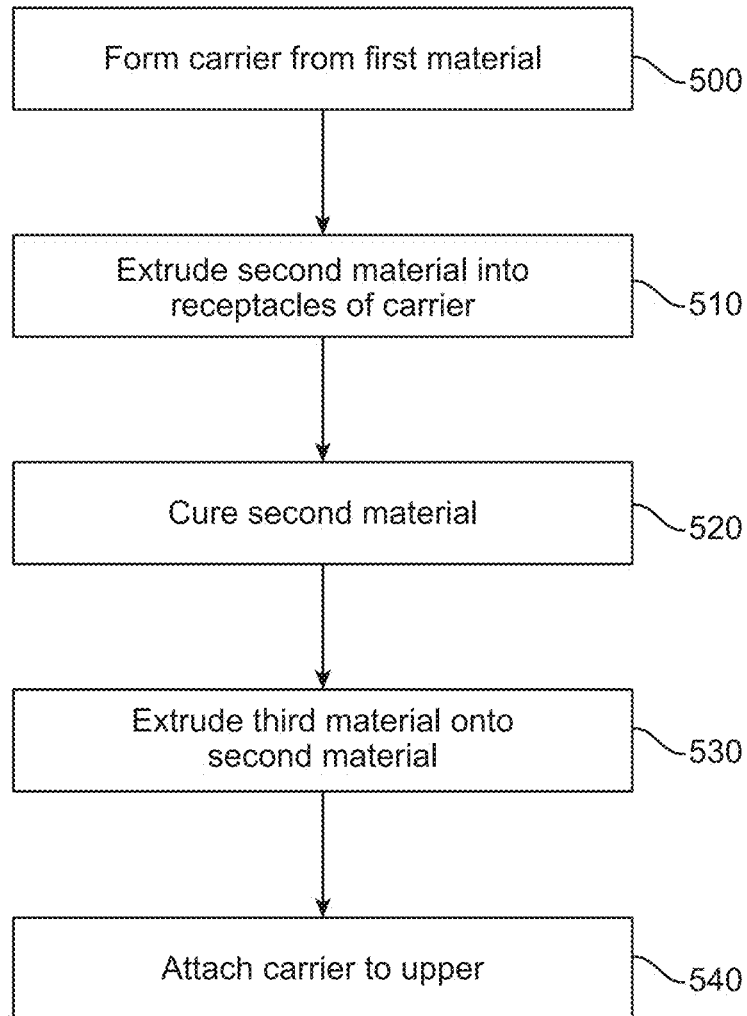 Form carrier from first material
500
Extrude second material into
receptacles of carrier
510
Cure second material
520
Extrude third material onto
second material
530
Attach carrier to upper
540